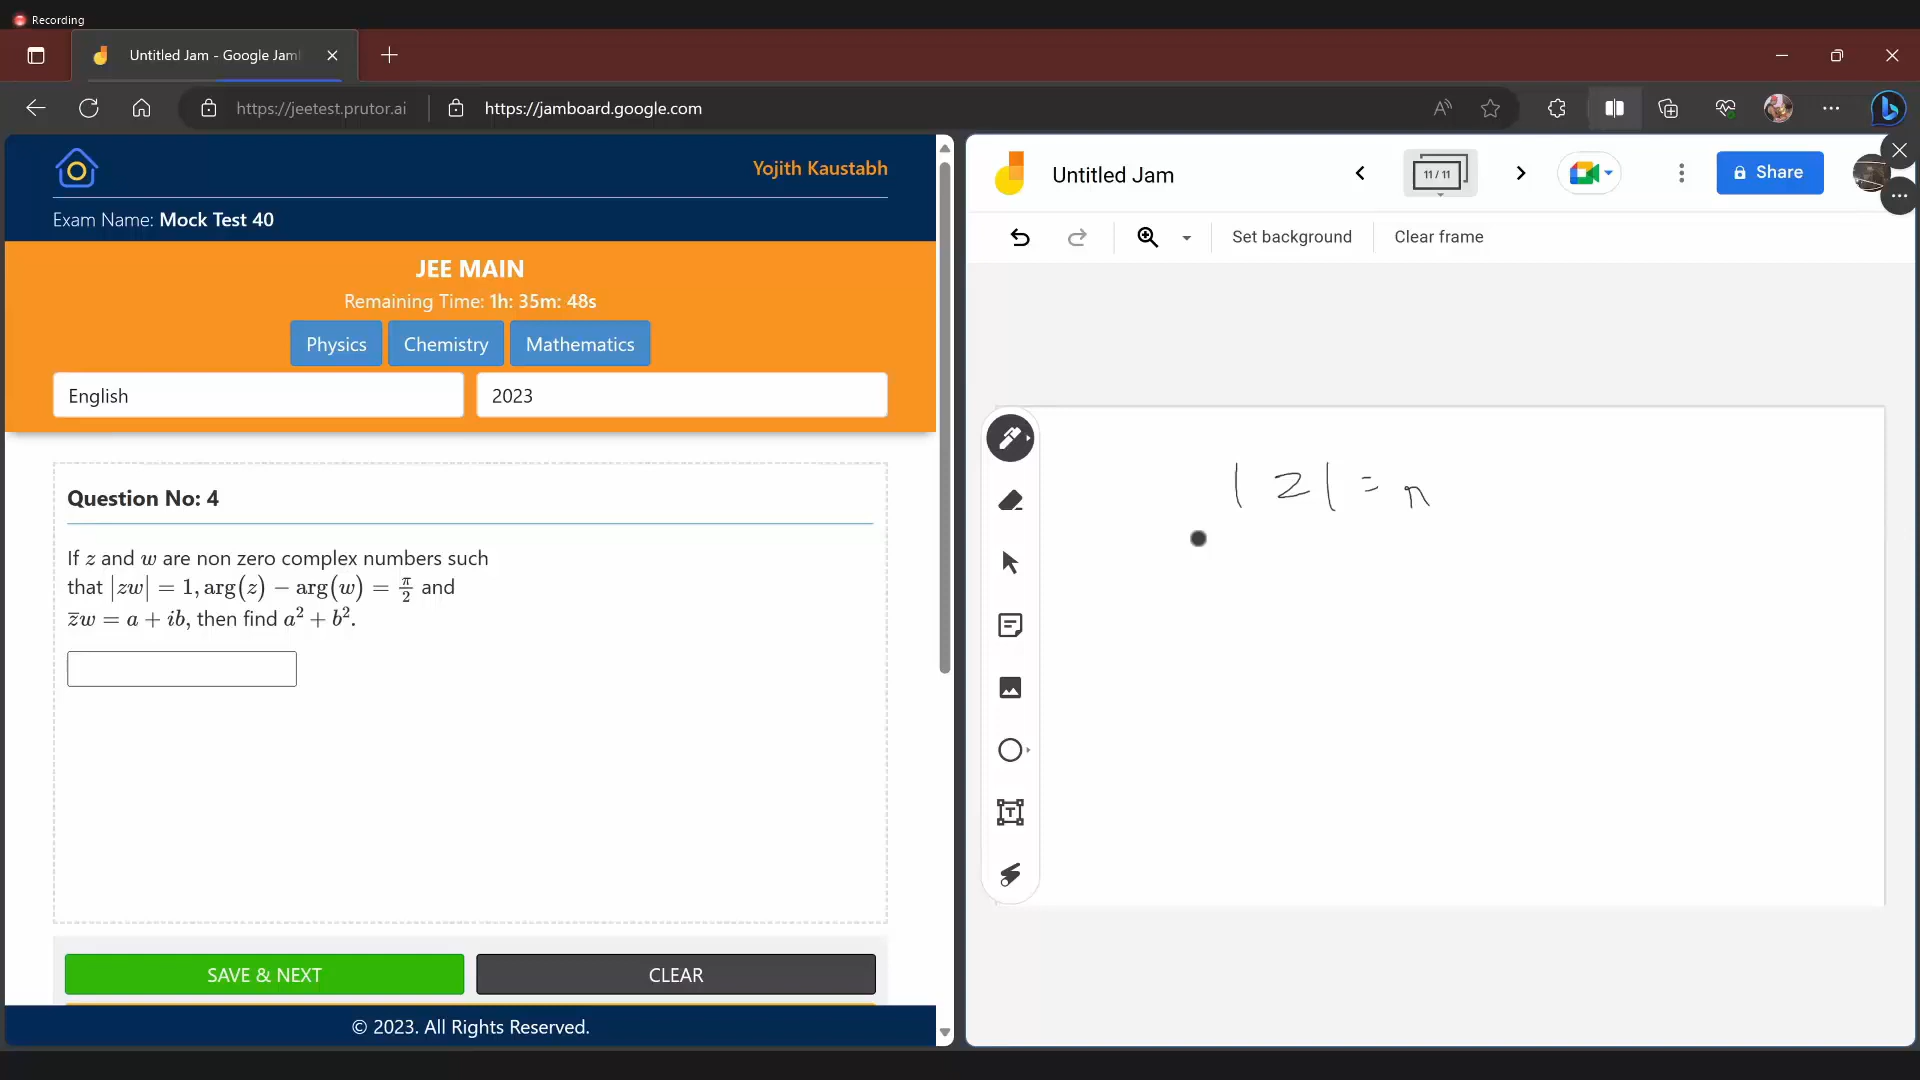 Recording
Untitled Jam - Google Jam
https://jeetest.prutor.ai
https://jamboard.google.com
Yojith Kaustabh
Exam Name: Mock Test 40
JEE MAIN
Remaining Time: 1h: 35m: 48s
Physics
Chemistry
Mathematics
English
2023
Question No: 4
If z and w are non zero complex numbers such
that |zw| = 1, arg(z) − arg(w) = π/2 and
z̅w = a + ib, then find a² + b².
SAVE & NEXT
CLEAR
© 2023. All Rights Reserved.
Untitled Jam
11 / 11
Share
Set background
Clear frame
|z| = r